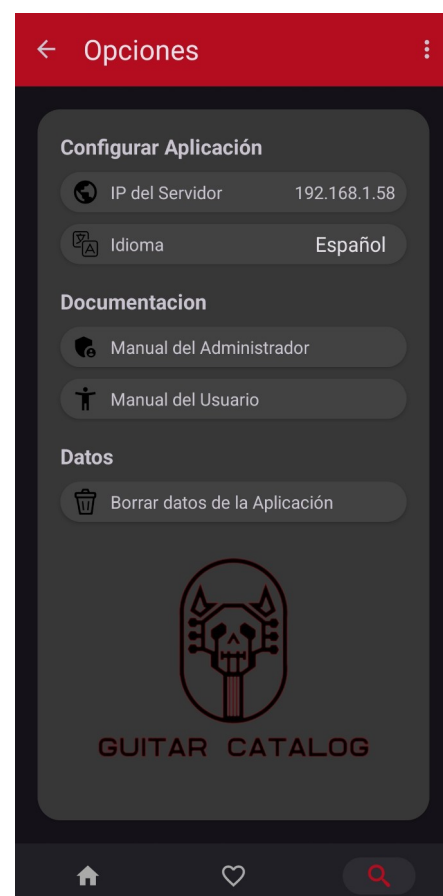 Opciones
Configurar Aplicación
IP del Servidor 192.168.1.58
Idioma Español
Documentacion
Manual del Administrador
Manual del Usuario
Datos
Borrar datos de la Aplicación
GUITAR CATALOG